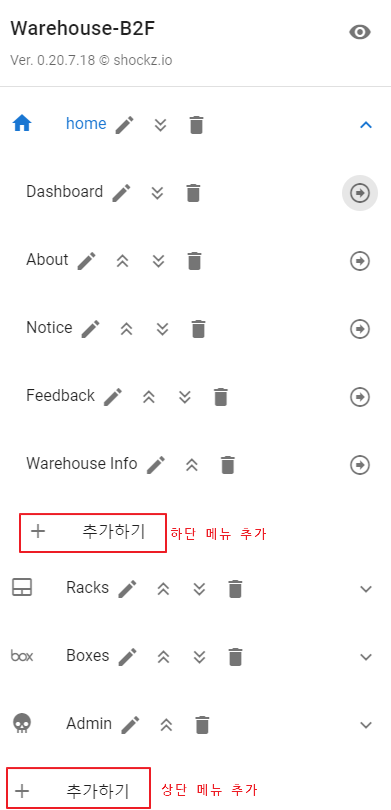 Warehouse-B2F
Ver. 0.20.7.18 © shockz.io
home
Dashboard
About
Notice
Feedback
Warehouse Info
추가하기 하단 메뉴 추가
Racks
box Boxes
Admin
추가하기 상단 메뉴 추가